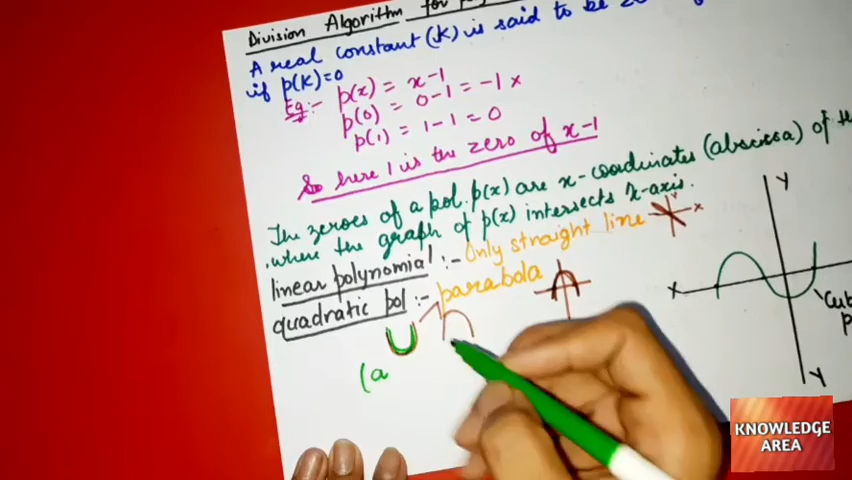 Division Algorithm for
A real constant (K) is said to be
if p(K)=0
Eg:- p(x) = x-1
p(0) = 0-1 = -1 ×
p(1) = 1-1 = 0
So here 1 is the zero of x-1
The zeroes of a pol. p(x) are x-coordinates (abscissa) of
where the graph of p(x) intersects x-axis.
linear polynomial :- Only straight line
Y
X
quadratic pol :- parabola
(a
Y
X
Y
KNOWLEDGE
AREA